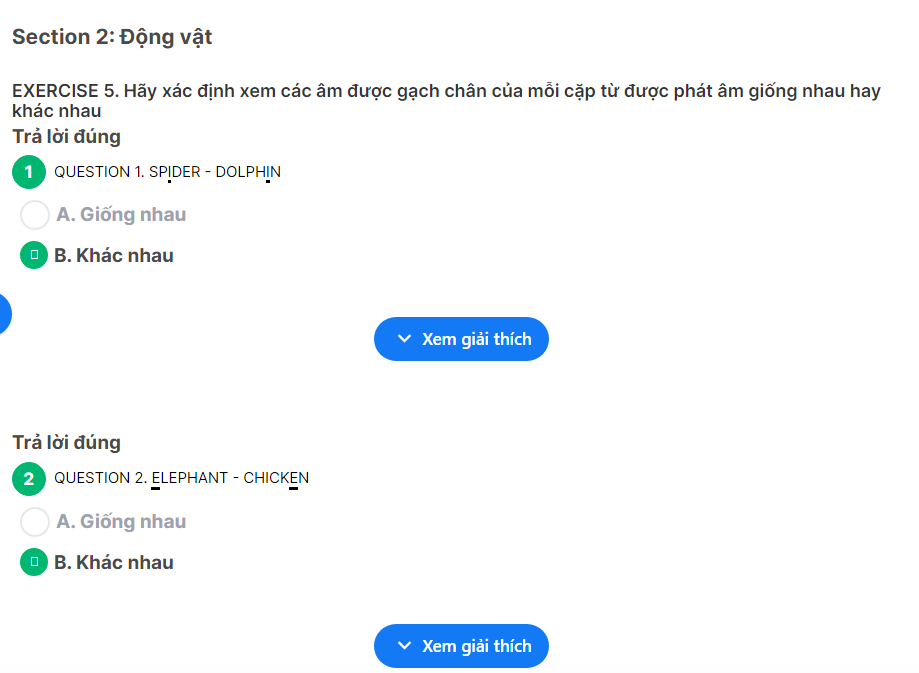 Section 2: Động vật
EXERCISE 5. Hãy xác định xem các âm được gạch chân của mỗi cặp từ được phát âm giống nhau hay
khác nhau
Trả lời đúng
1 QUESTION 1. SPIDER - DOLPHIN
A. Giống nhau
B. Khác nhau
Xem giải thích
Trả lời đúng
2 QUESTION 2. ELEPHANT - CHICKEN
A. Giống nhau
B. Khác nhau
Xem giải thích